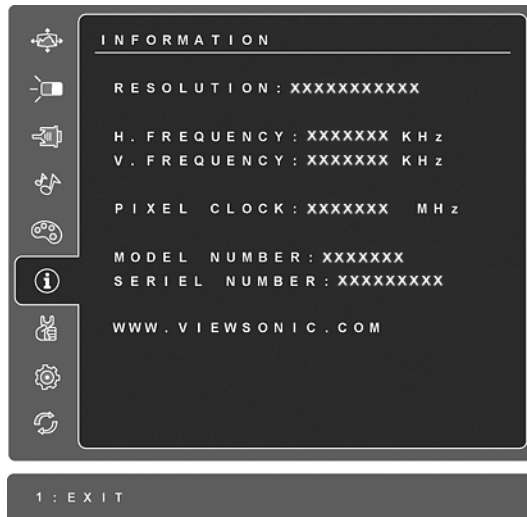 INFORMATION
RESOLUTION: XXXXXXXXXXX
H. FREQUENCY: XXXXXXX KHz
V. FREQUENCY: XXXXXXX KHz
PIXEL CLOCK: XXXXXXX MHz
MODEL NUMBER: XXXXXXX
SERIEL NUMBER: XXXXXXXXX
WWW.VIEWSONIC.COM
1:EXIT